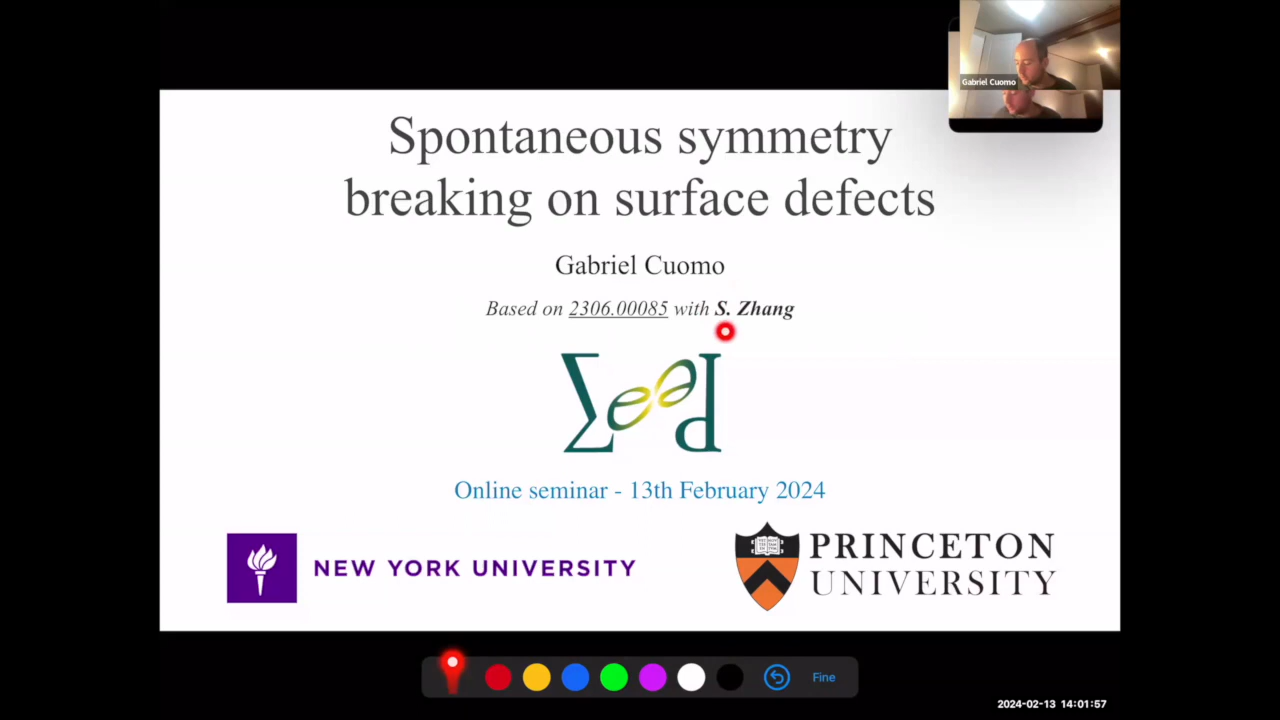 Gabriel Cuomo
Spontaneous symmetry
breaking on surface defects
Gabriel Cuomo
Based on 2306.00085 with S. Zhang
Online seminar - 13th February 2024
NEW YORK UNIVERSITY
PRINCETON
UNIVERSITY
Fine
2024-02-13 14:01:57